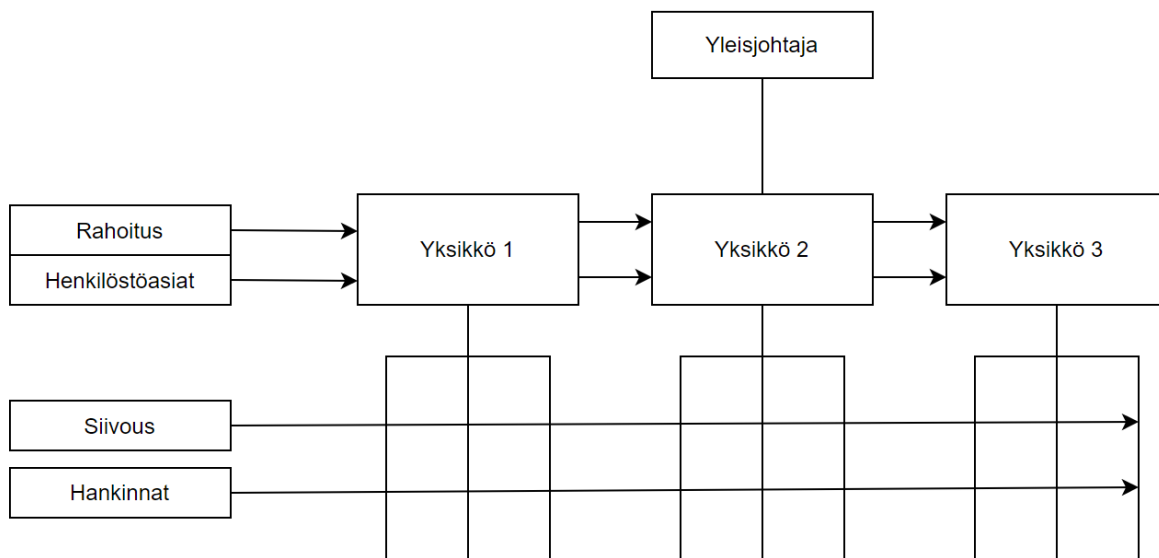 Yleisjohtaja
Rahoitus
Henkilöstöasiat
Yksikkö 1
Yksikkö 2
Yksikkö 3
Siivous
Hankinnat